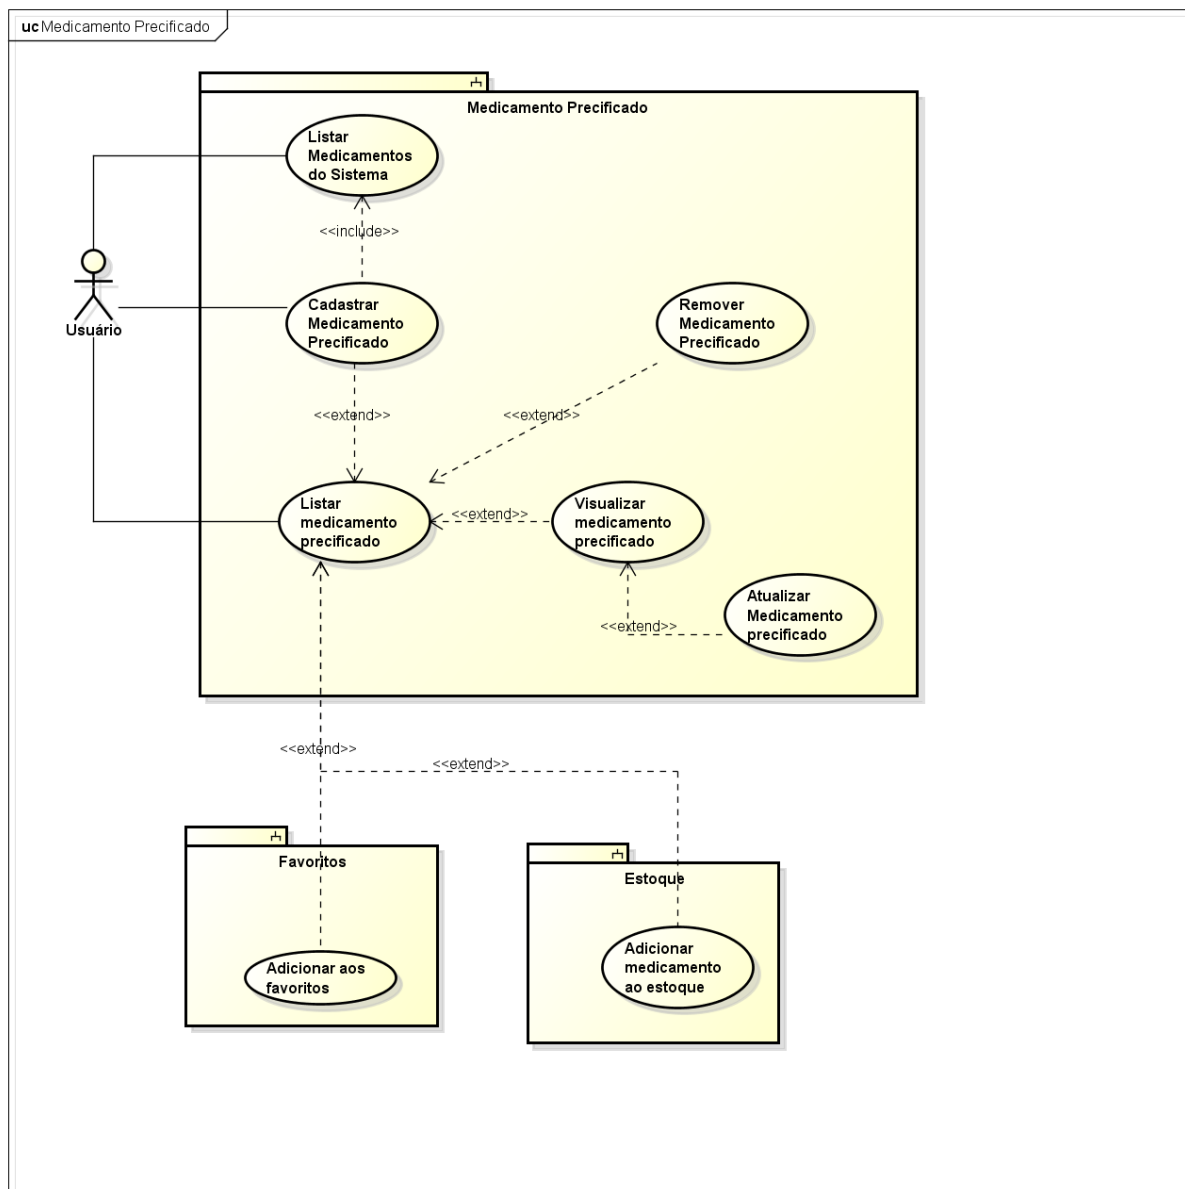 uc Medicamento Precificado
Medicamento Precificado
Listar
Medicamentos
do Sistema
<<include>>
Usuário
Cadastrar
Medicamento
Precificado
Remover
Medicamento
Precificado
<<extend>>
<<extend>>
Listar
medicamento
precificado
<<extend>>
Visualizar
medicamento
precificado
Atualizar
Medicamento
precificado
<<extend>>
<<extend>>
<<extend>>
Favoritos
Adicionar aos
favoritos
Estoque
Adicionar
medicamento
ao estoque